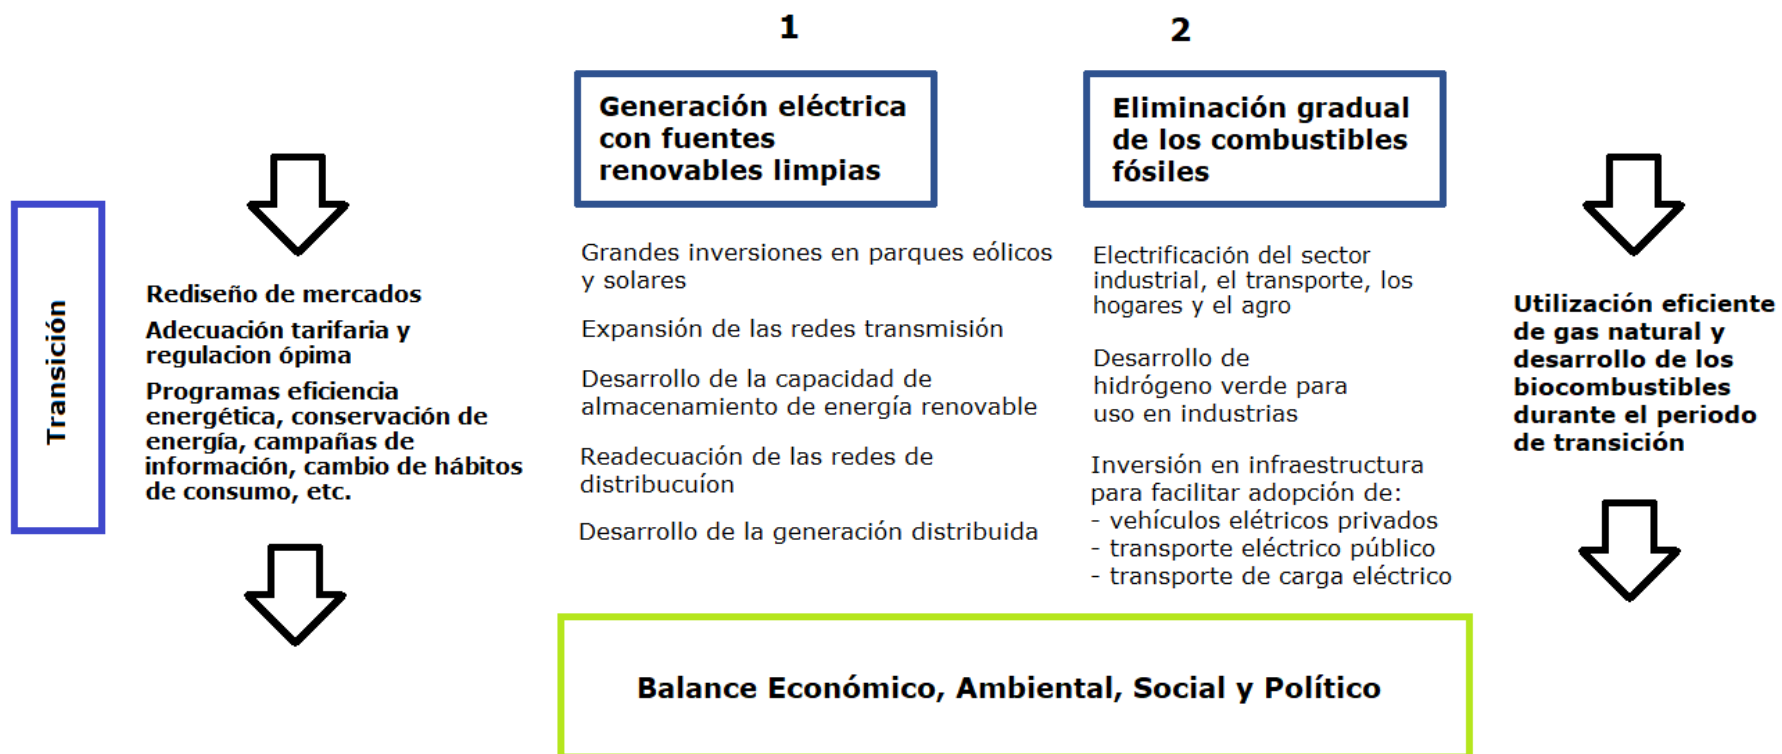 1
2
Generación eléctrica
con fuentes
renovables limpias
Eliminación gradual
de los combustibles
fósiles
Transición
Rediseño de mercados
Adecuación tarifaria y
regulacion ópima
Programas eficiencia
energética, conservación de
energía, campañas de
información, cambio de hábitos
de consumo, etc.
Grandes inversiones en parques eólicos
y solares
Expansión de las redes transmisión
Desarrollo de la capacidad de
almacenamiento de energía renovable
Readecuación de las redes de
distribucuíon
Desarrollo de la generación distribuida
Electrificación del sector
industrial, el transporte, los
hogares y el agro
Desarrollo de
hidrógeno verde para
uso en industrias
Inversión en infraestructura
para facilitar adopción de:
- vehículos elétricos privados
- transporte eléctrico público
- transporte de carga eléctrico
Utilización eficiente
de gas natural y
desarrollo de los
biocombustibles
durante el periodo
de transición
Balance Económico, Ambiental, Social y Político